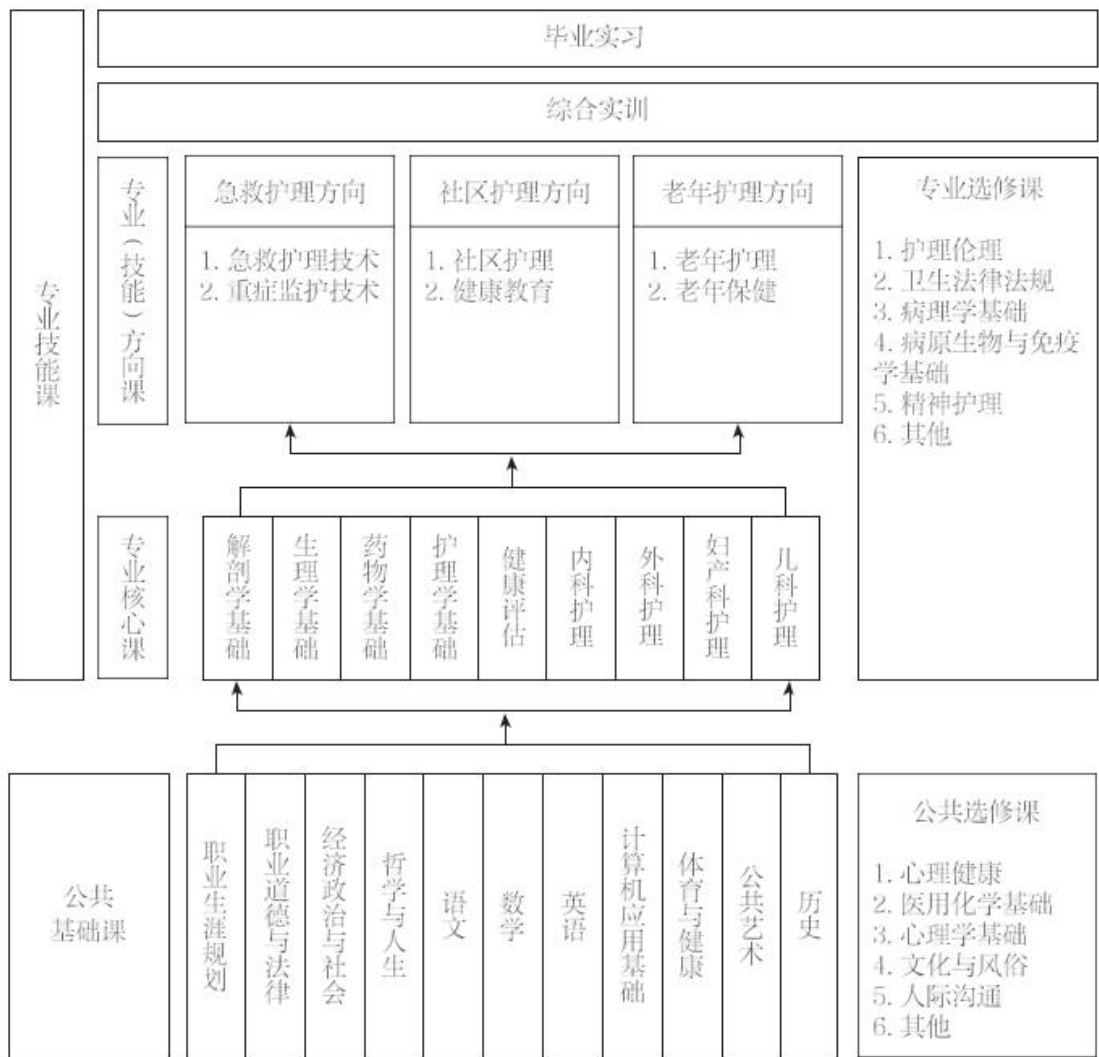 毕业实习
综合实训
专业技能课
专业（技能）方向课
急救护理方向
1. 急救护理技术
2. 重症监护技术
社区护理方向
1. 社区护理
2. 健康教育
老年护理方向
1. 老年护理
2. 老年保健
专业选修课
1. 护理伦理
2. 卫生法律法规
3. 病理学基础
4. 病原生物与免疫
学基础
5. 精神护理
6. 其他
专业核心课
解剖学基础
生理学基础
药物学基础
护理学基础
健康评估
内科护理
外科护理
妇产科护理
儿科护理
公共
基础课
职业生涯规划
职业道德与法律
经济政治与社会
哲学与人生
语文
数学
英语
计算机应用基础
体育与健康
公共艺术
历史
公共选修课
1. 心理健康
2. 医用化学基础
3. 心理学基础
4. 文化与风俗
5. 人际沟通
6. 其他